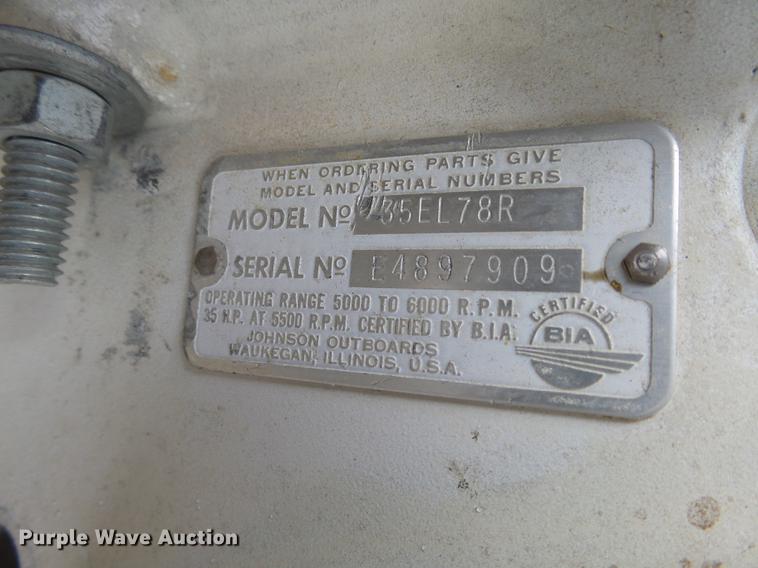 WHEN ORDERING PARTS GIVE
MODEL AND SERIAL NUMBERS
MODEL Nº 35EL78R
SERIAL Nº E4897909
OPERATING RANGE 5000 TO 6000 R.P.M.
35 H.P. AT 5500 R.P.M. CERTIFIED BY B.I.A.
JOHNSON OUTBOARDS
WAUKEGAN, ILLINOIS, U.S.A.
CERTIFIED
BIA
Purple Wave Auction